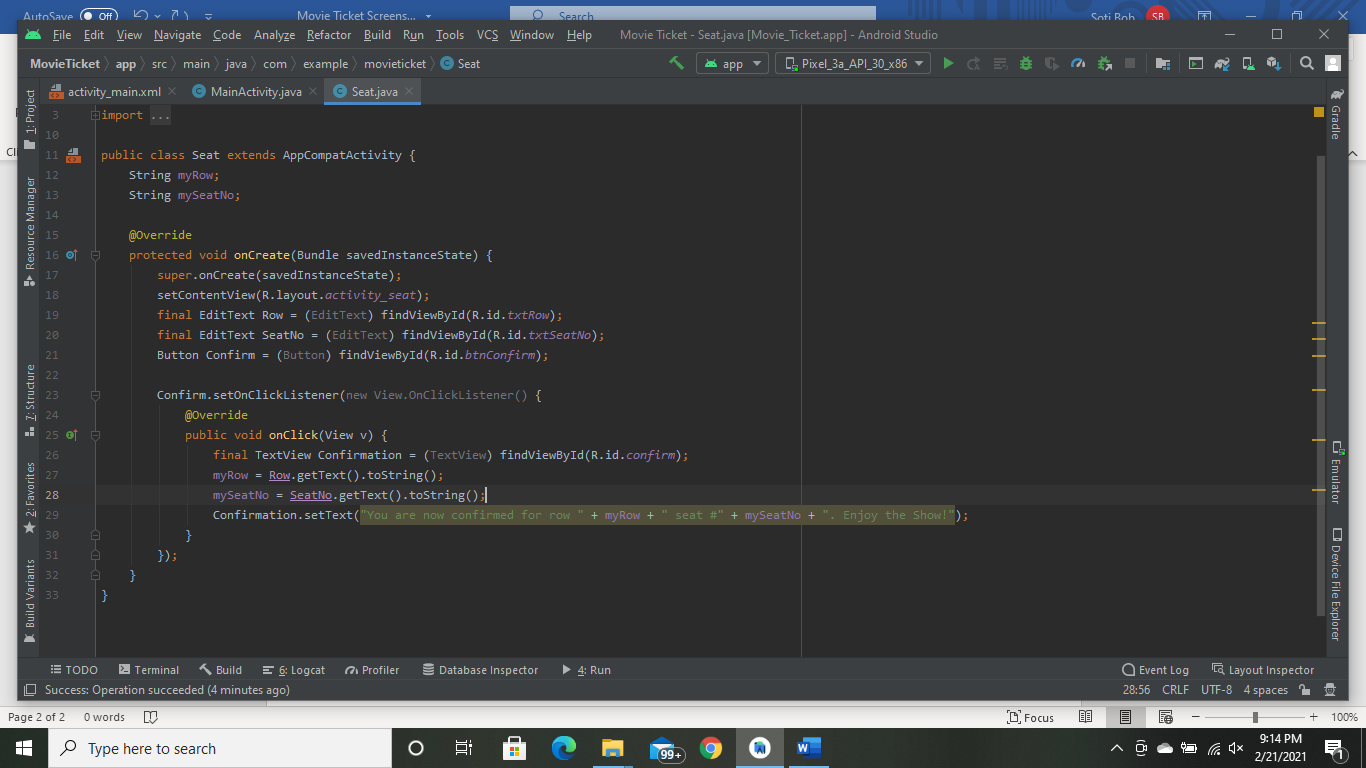 AutoSave Off Movie Ticket Screens... Search Soti Bob SB
File Edit View Navigate Code Analyze Refactor Build Run Tools VCS Window Help Movie Ticket - Seat.java [Movie_Ticket.app] - Android Studio
MovieTicket app src main java com example movieticket Seat app Pixel_3a_API_30_x86
activity_main.xml MainActivity.java Seat.java
1: Project
Resource Manager
7: Structure
2: Favorites
Build Variants
3 import ...
10
11 public class Seat extends AppCompatActivity {
12 String myRow;
13 String mySeatNo;
14
15 @Override
16 protected void onCreate(Bundle savedInstanceState) {
17 super.onCreate(savedInstanceState);
18 setContentView(R.layout.activity_seat);
19 final EditText Row = (EditText) findViewById(R.id.txtRow);
20 final EditText SeatNo = (EditText) findViewById(R.id.txtSeatNo);
21 Button Confirm = (Button) findViewById(R.id.btnConfirm);
22
23 Confirm.setOnClickListener(new View.OnClickListener() {
24 @Override
25 public void onClick(View v) {
26 final TextView Confirmation = (TextView) findViewById(R.id.confirm);
27 myRow = Row.getText().toString();
28 mySeatNo = SeatNo.getText().toString();
29 Confirmation.setText("You are now confirmed for row " + myRow + " seat #" + mySeatNo + ". Enjoy the Show!");
30 }
31 });
32 }
33 }
Gradle
Emulator
Device File Explorer
TODO Terminal Build 6: Logcat Profiler Database Inspector 4: Run Event Log Layout Inspector
Success: Operation succeeded (4 minutes ago) 28:56 CRLF UTF-8 4 spaces
Page 2 of 2 0 words Focus 100%
Type here to search 99+ 9:14 PM
2/21/2021 1